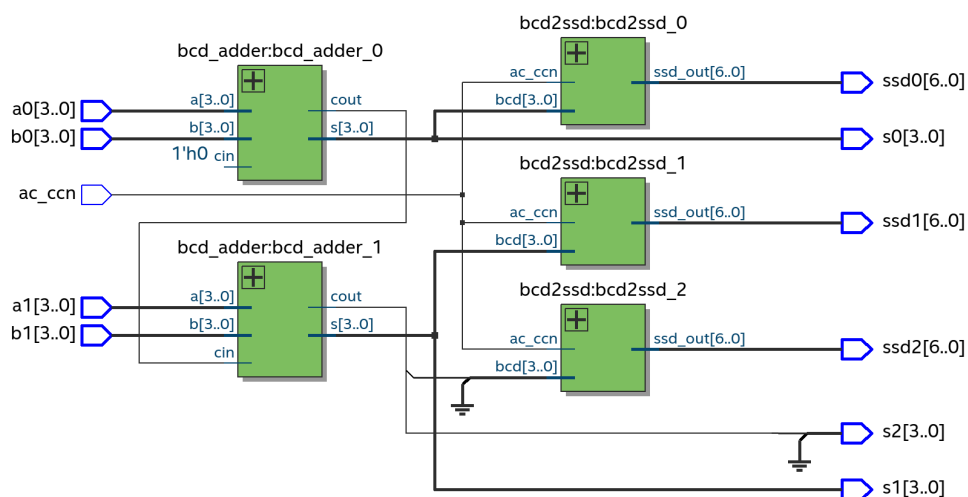 bcd2ssd:bcd2ssd_0
bcd_adder:bcd_adder_0
ac_ccn
ssd_out[6..0]
ssd0[6..0]
a0[3..0]
a[3..0]
cout
bcd[3..0]
b0[3..0]
b[3..0]
s[3..0]
s0[3..0]
1'h0
cin
bcd2ssd:bcd2ssd_1
ac_ccn
ac_ccn
ssd_out[6..0]
ssd1[6..0]
bcd_adder:bcd_adder_1
bcd[3..0]
bcd2ssd:bcd2ssd_2
a1[3..0]
a[3..0]
cout
b1[3..0]
b[3..0]
s[3..0]
ac_ccn
ssd_out[6..0]
ssd2[6..0]
cin
bcd[3..0]
s2[3..0]
s1[3..0]